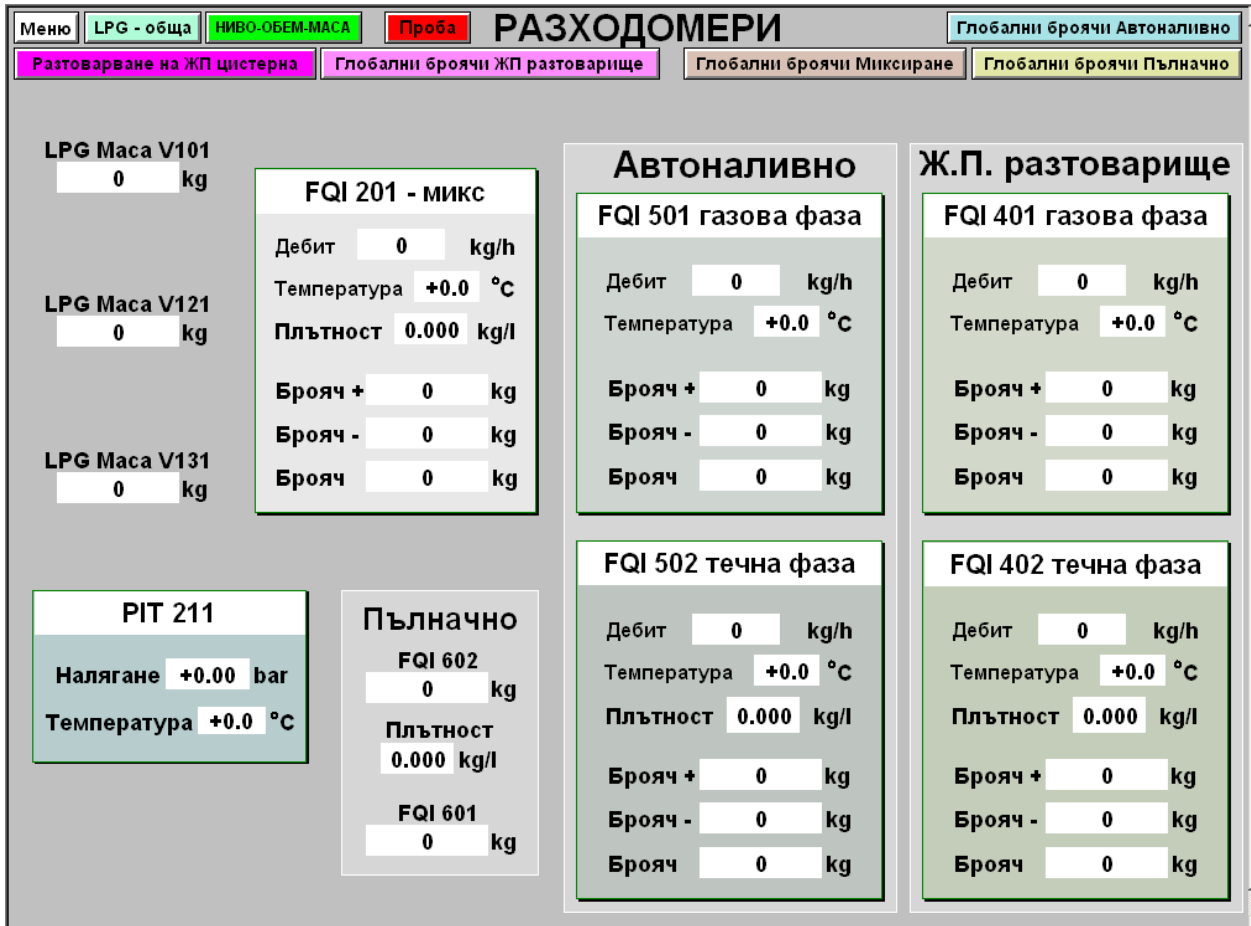 Меню
LPG - обща
НИВО-ОБЕМ-МАСА
Проба
РАЗХОДОМЕРИ
Глобални броячи Автоналивно
Разтоварване на ЖП цистерна
Глобални броячи ЖП разтоварище
Глобални броячи Миксиране
Глобални броячи Пълначно
LPG Маса V101
0 kg
LPG Маса V121
0 kg
LPG Маса V131
0 kg
FQI 201 - микс
Дебит 0 kg/h
Температура +0.0 °C
Плътност 0.000 kg/l
Брояч + 0 kg
Брояч - 0 kg
Брояч 0 kg
PIT 211
Налягане +0.00 bar
Температура +0.0 °C
Пълначно
FQI 602
0 kg
Плътност
0.000 kg/l
FQI 601
0 kg
Автоналивно
FQI 501 газова фаза
Дебит 0 kg/h
Температура +0.0 °C
Брояч + 0 kg
Брояч - 0 kg
Брояч 0 kg
FQI 502 течна фаза
Дебит 0 kg/h
Температура +0.0 °C
Плътност 0.000 kg/l
Брояч + 0 kg
Брояч - 0 kg
Брояч 0 kg
Ж.П. разтоварище
FQI 401 газова фаза
Дебит 0 kg/h
Температура +0.0 °C
Брояч + 0 kg
Брояч - 0 kg
Брояч 0 kg
FQI 402 течна фаза
Дебит 0 kg/h
Температура +0.0 °C
Плътност 0.000 kg/l
Брояч + 0 kg
Брояч - 0 kg
Брояч 0 kg